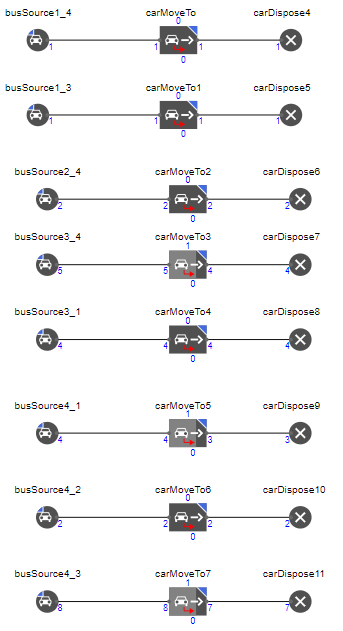 busSource1_4 carMoveTo carDispose4
0
1 1 1 1
0
busSource1_3 carMoveTo1 carDispose5
0
1 1 1 1
0
busSource2_4 carMoveTo2 carDispose6
0
2 2 2 2
0
busSource3_4 carMoveTo3 carDispose7
1
5 5 4 4
0
busSource3_1 carMoveTo4 carDispose8
0
4 4 4 4
0
busSource4_1 carMoveTo5 carDispose9
1
4 4 3 3
0
busSource4_2 carMoveTo6 carDispose10
0
2 2 2 2
0
busSource4_3 carMoveTo7 carDispose11
1
8 8 7 7
0